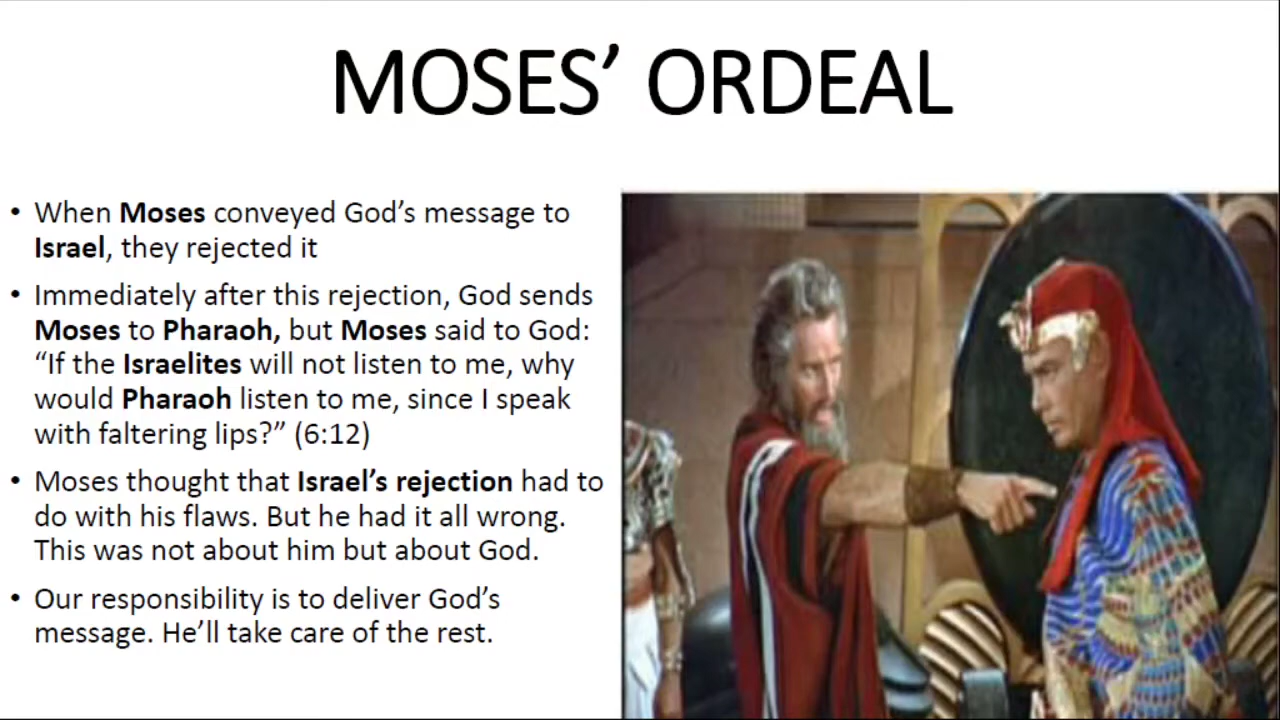 MOSES’ ORDEAL
• When Moses conveyed God’s message to
Israel, they rejected it
• Immediately after this rejection, God sends
Moses to Pharaoh, but Moses said to God:
“If the Israelites will not listen to me, why
would Pharaoh listen to me, since I speak
with faltering lips?” (6:12)
• Moses thought that Israel’s rejection had to
do with his flaws. But he had it all wrong.
This was not about him but about God.
• Our responsibility is to deliver God’s
message. He’ll take care of the rest.